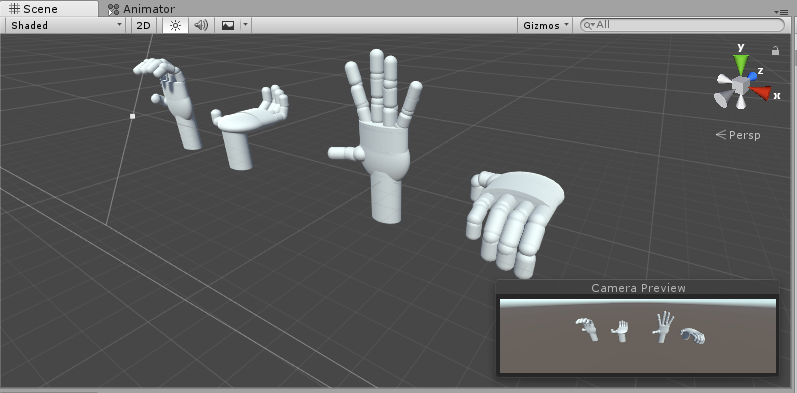 Scene
Animator
Shaded
2D
Gizmos
All
y
z
x
Persp
Camera Preview